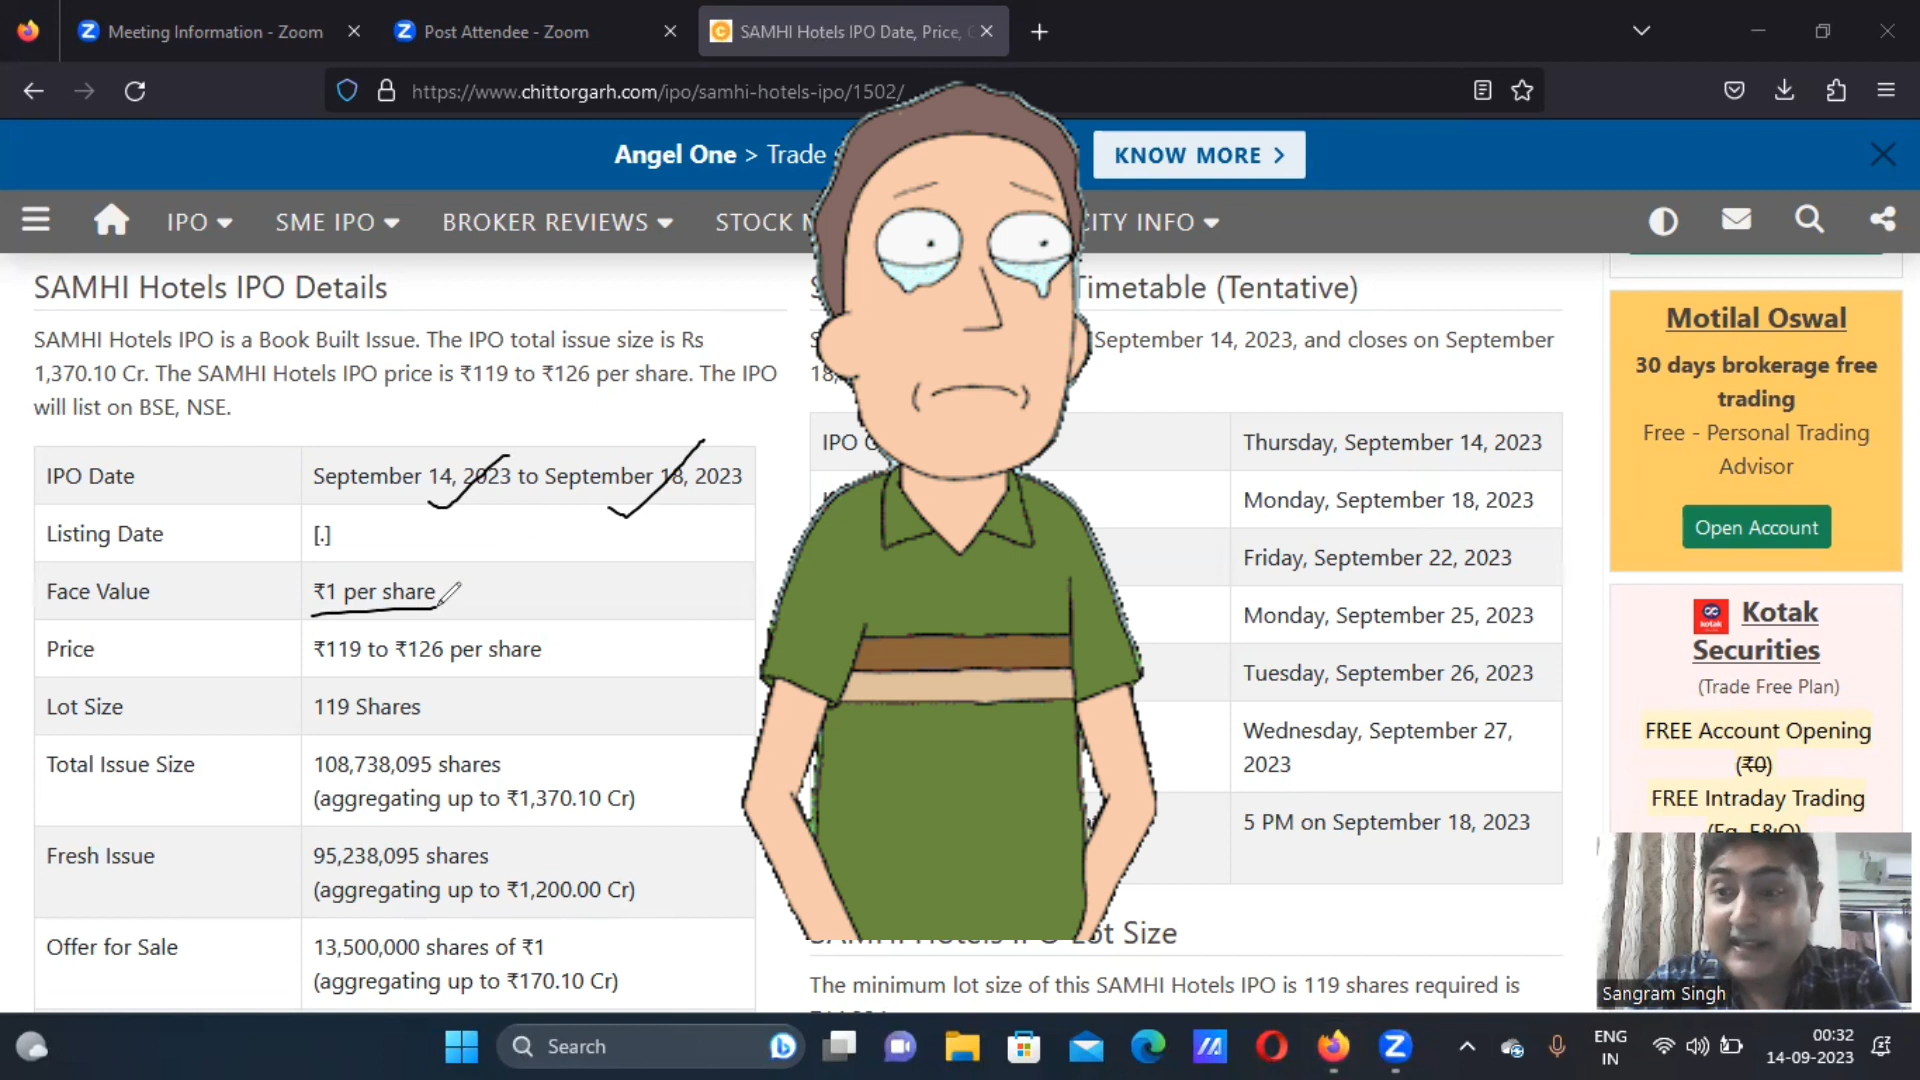 Meeting Information - Zoom
Post Attendee - Zoom
SAMHI Hotels IPO Date, Price,
https://www.chittorgarh.com/ipo/samhi-hotels-ipo/1502/
Angel One > Trade
KNOW MORE >
IPO
SME IPO
BROKER REVIEWS
STOCK
CITY INFO
SAMHI Hotels IPO Details
SAMHI Hotels IPO is a Book Built Issue. The IPO total issue size is Rs
1,370.10 Cr. The SAMHI Hotels IPO price is ₹119 to ₹126 per share. The IPO
will list on BSE, NSE.
IPO Date September 14, 2023 to September 18, 2023
Listing Date [.]
Face Value ₹1 per share
Price ₹119 to ₹126 per share
Lot Size 119 Shares
Total Issue Size 108,738,095 shares
(aggregating up to ₹1,370.10 Cr)
Fresh Issue 95,238,095 shares
(aggregating up to ₹1,200.00 Cr)
Offer for Sale 13,500,000 shares of ₹1
(aggregating up to ₹170.10 Cr)
Timetable (Tentative)
September 14, 2023, and closes on September
18,
IPO Thursday, September 14, 2023
Monday, September 18, 2023
Friday, September 22, 2023
Monday, September 25, 2023
Tuesday, September 26, 2023
Wednesday, September 27,
2023
5 PM on September 18, 2023
SAMHI Hotels IPO Lot Size
The minimum lot size of this SAMHI Hotels IPO is 119 shares required is
Motilal Oswal
30 days brokerage free
trading
Free - Personal Trading
Advisor
Open Account
kotak
Kotak
Securities
(Trade Free Plan)
FREE Account Opening
(₹0)
FREE Intraday Trading
(Eq, F&O)
Sangram Singh
Search
ENG
IN
00:32
14-09-2023